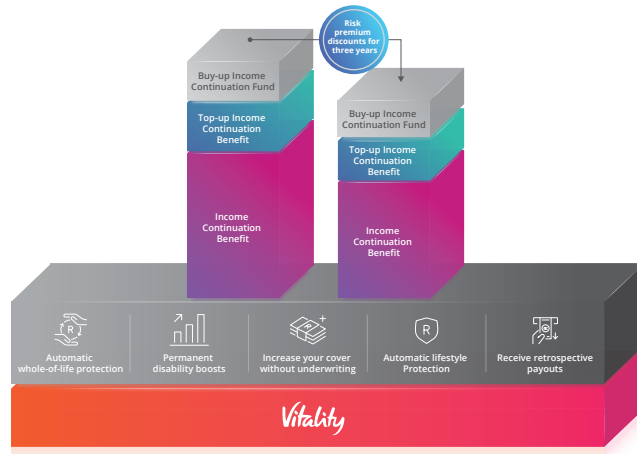 Risk
premium
discounts for
three years
Buy-up Income
Continuation Fund
Top-up Income
Continuation
Benefit
Income
Continuation
Benefit
Buy-up Income
Continuation Fund
Top-up Income
Continuation
Benefit
Income
Continuation
Benefit
R
Automatic
whole-of-life protection
Permanent
disability boosts
R
+
Increase your cover
without underwriting
R
Automatic lifestyle
Protection
Receive retrospective
payouts
Vitality